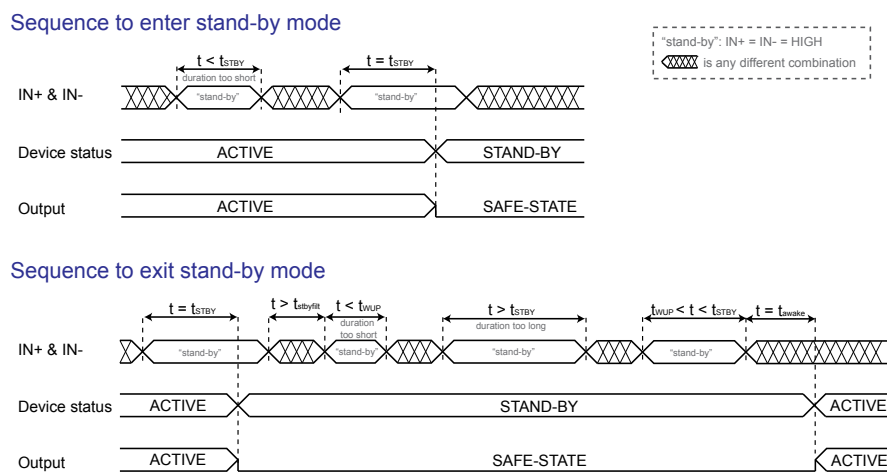 Sequence to enter stand-by mode
"stand-by": IN+ = IN- = HIGH
is any different combination
t < tSTBY
t = tSTBY
duration too short
IN+ & IN-
"stand-by"
"stand-by"
Device status
ACTIVE
STAND-BY
Output
ACTIVE
SAFE-STATE
Sequence to exit stand-by mode
t = tSTBY
t > tstbyfilt
t < tWUP
t > tSTBY
tWUP < t < tSTBY
t = tawake
duration too short
duration too long
IN+ & IN-
"stand-by"
"stand-by"
"stand-by"
"stand-by"
Device status
ACTIVE
STAND-BY
ACTIVE
Output
ACTIVE
SAFE-STATE
ACTIVE